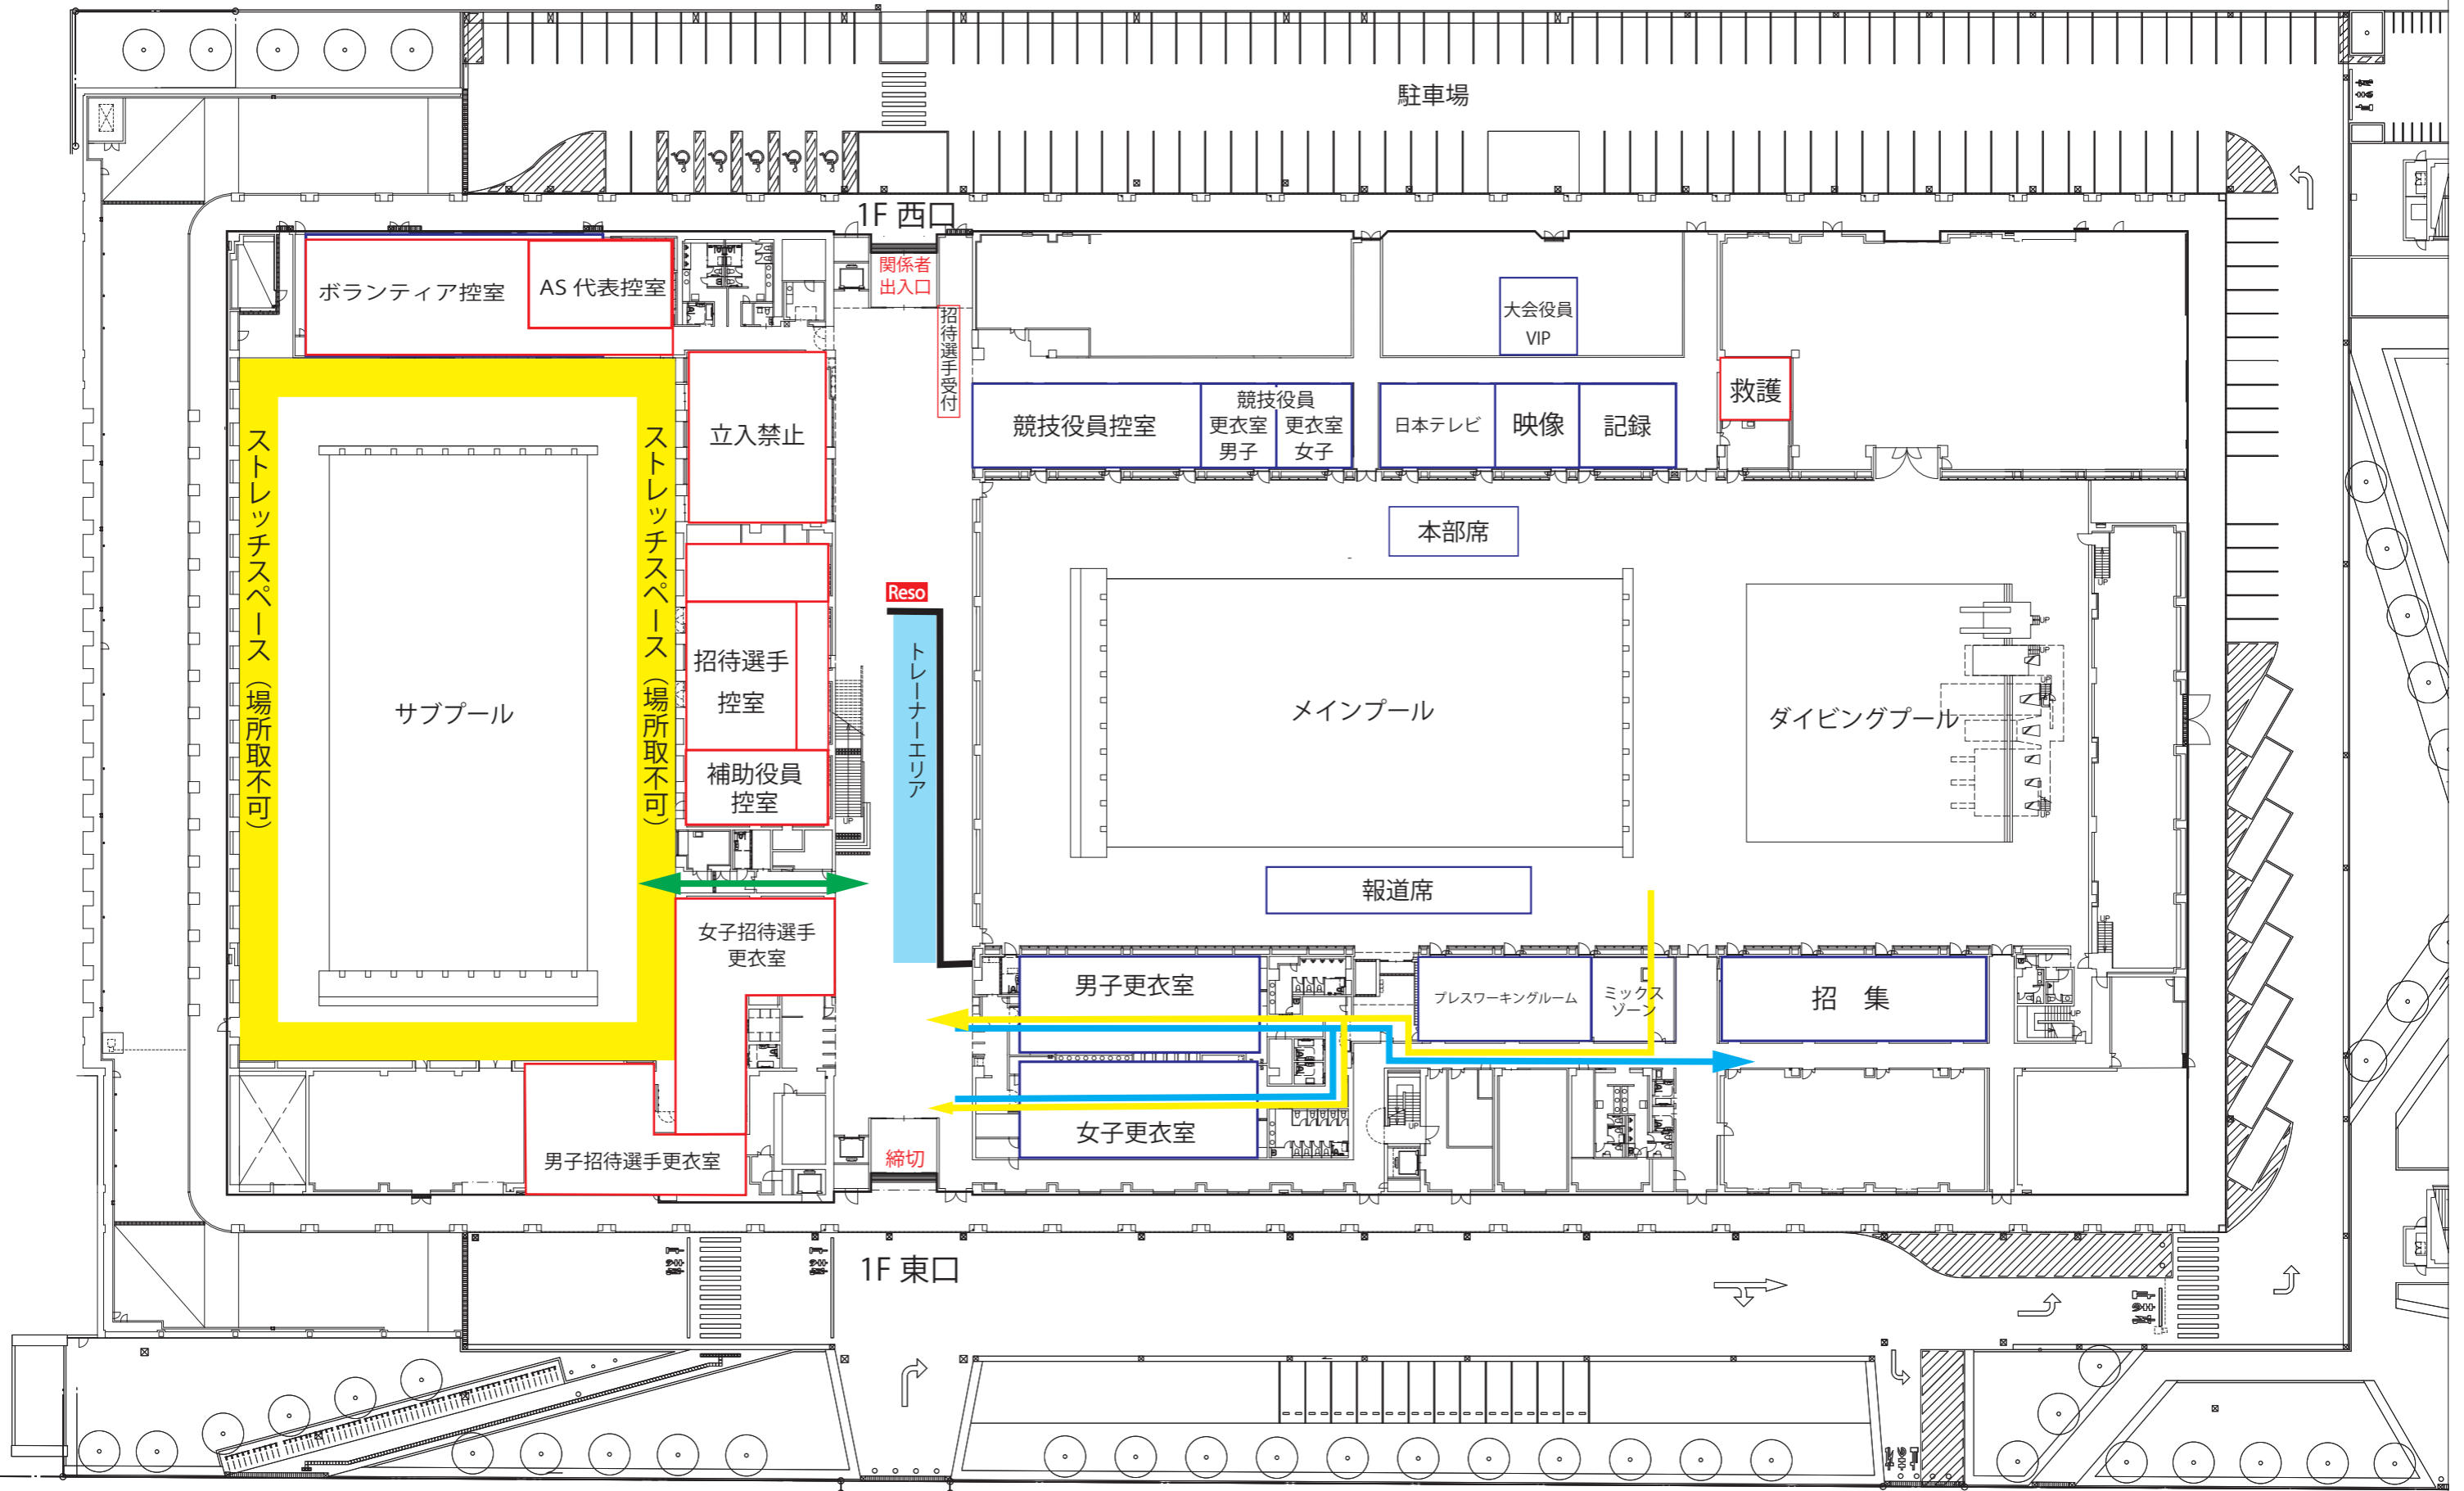 駐車場
1F 西口
関係者
出入口
招待選手受付
ボランティア控室
AS 代表控室
大会役員
VIP
立入禁止
競技役員控室
競技役員
更衣室
男子
更衣室
女子
日本テレビ
映像
記録
救護
本部席
ストレッチスペース（場所取不可）
ストレッチスペース（場所取不可）
Reso
トレーナーエリア
招待選手
控室
サブプール
メインプール
ダイビングプール
補助役員
控室
報道席
女子招待選手
更衣室
男子更衣室
プレスワーキングルーム
ミックス
ゾーン
招　集
女子更衣室
男子招待選手更衣室
締切
1F 東口
UP
UP
UP
UP
UP
UP
UP
UP
UP
UP